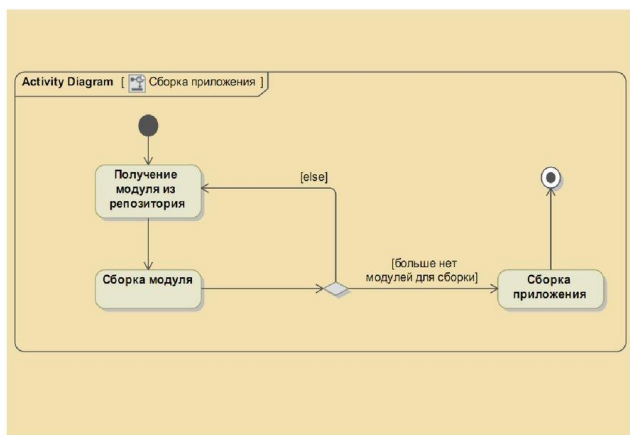 Activity Diagram [ Сборка приложения ]
Получение
модуля из
репозитория
[else]
Сборка модуля
[больше нет
модулей для сборки]
Сборка
приложения